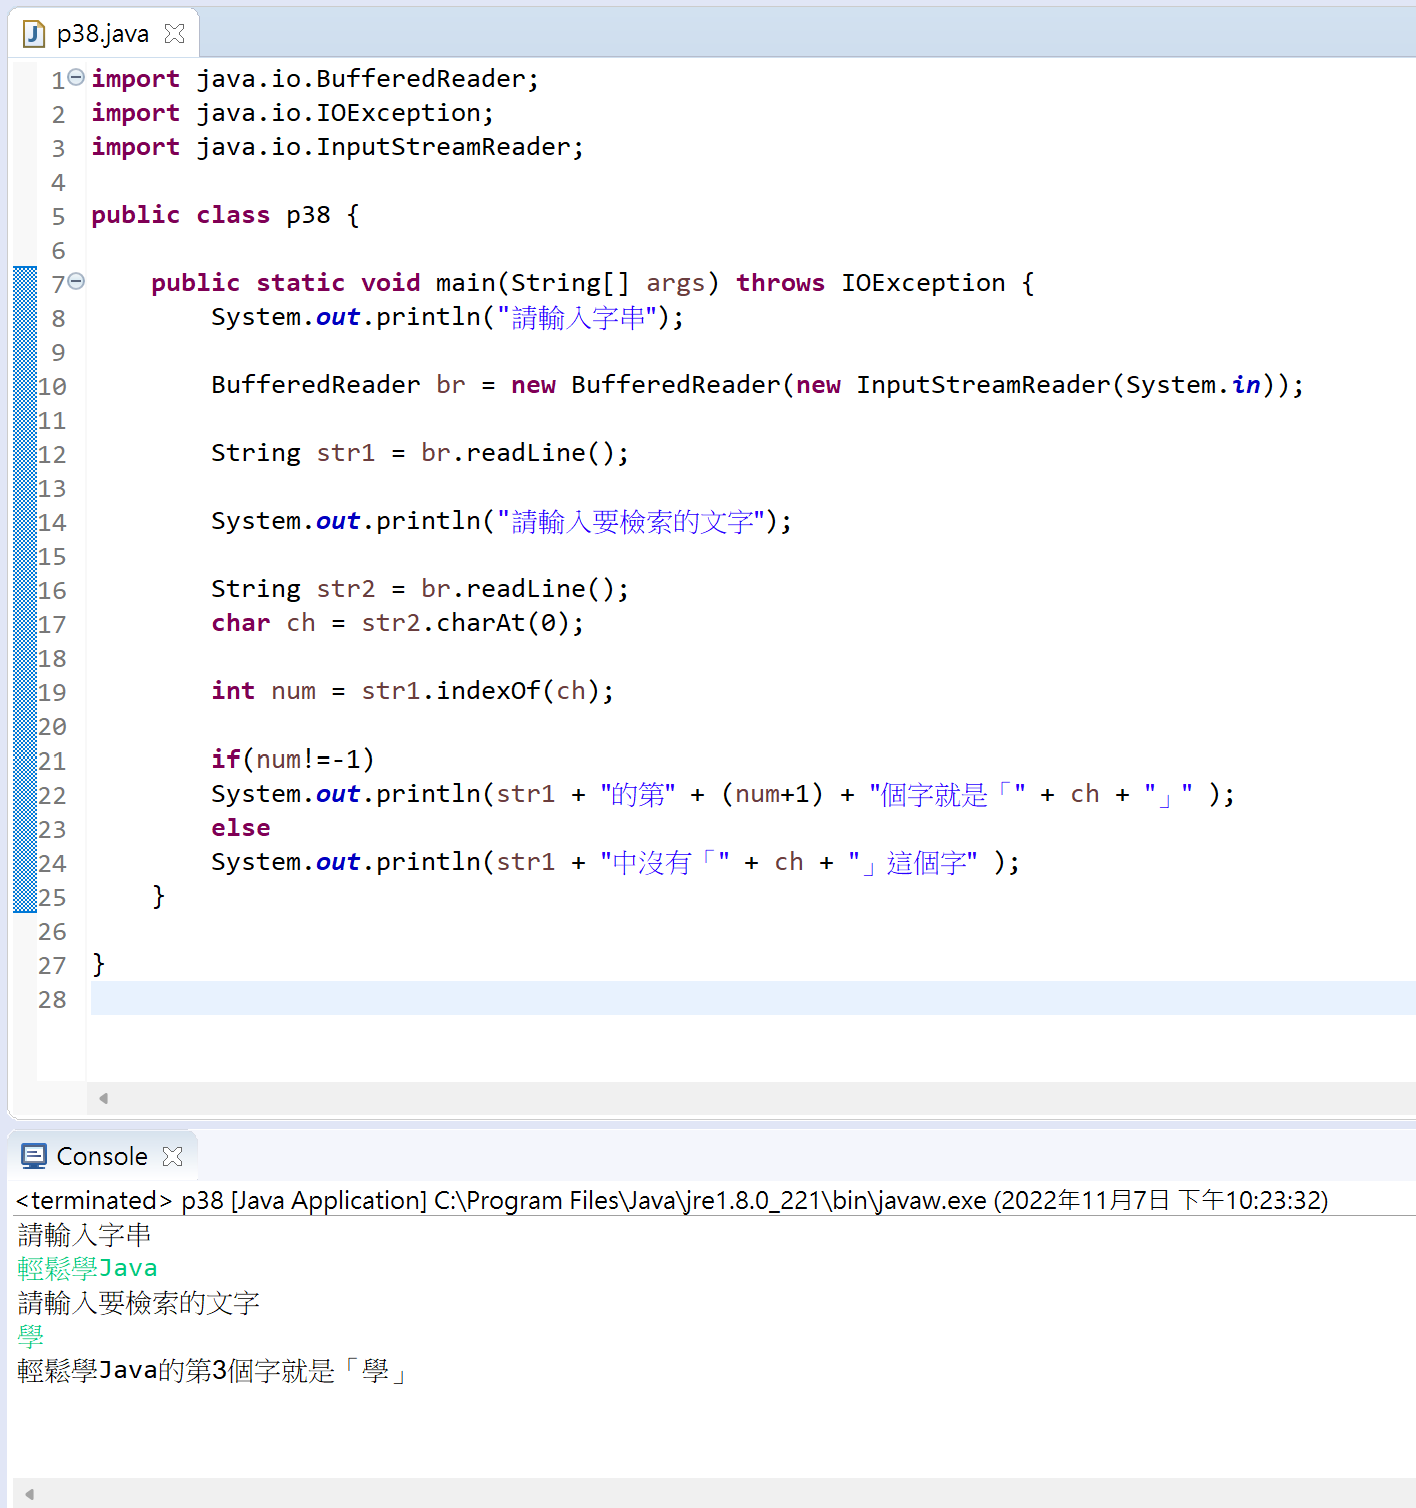 p38.java
1 import java.io.BufferedReader;
2 import java.io.IOException;
3 import java.io.InputStreamReader;
4
5 public class p38 {
6
7     public static void main(String[] args) throws IOException {
8         System.out.println("請輸入字串");
9
10         BufferedReader br = new BufferedReader(new InputStreamReader(System.in));
11
12         String str1 = br.readLine();
13
14         System.out.println("請輸入要檢索的文字");
15
16         String str2 = br.readLine();
17         char ch = str2.charAt(0);
18
19         int num = str1.indexOf(ch);
20
21         if(num!=-1)
22         System.out.println(str1 + "的第" + (num+1) + "個字就是「" + ch + "」" );
23         else
24         System.out.println(str1 + "中沒有「" + ch + "」這個字" );
25     }
26
27 }
28
Console
<terminated> p38 [Java Application] C:\Program Files\Java\jre1.8.0_221\bin\javaw.exe (2022年11月7日 下午10:23:32)
請輸入字串
輕鬆學Java
請輸入要檢索的文字
學
輕鬆學Java的第3個字就是「學」